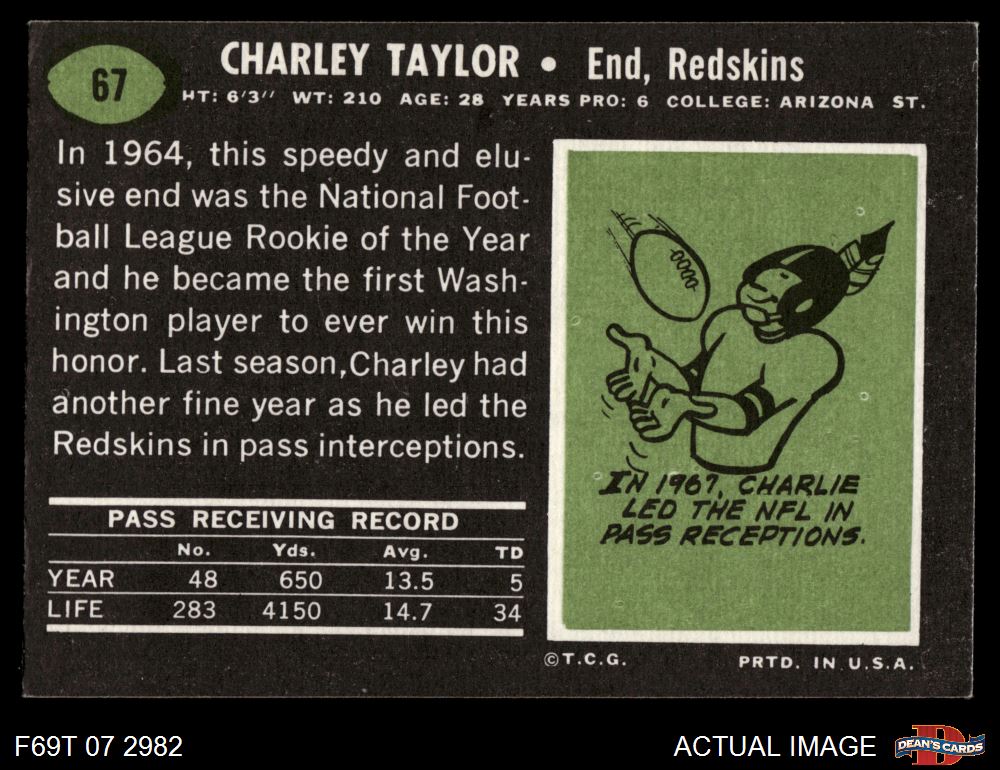 67
CHARLEY TAYLOR • End, Redskins
HT: 6'3'' WT: 210 AGE: 28 YEARS PRO: 6 COLLEGE: ARIZONA ST.
In 1964, this speedy and elu-
sive end was the National Foot-
ball League Rookie of the Year
and he became the first Wash-
ington player to ever win this
honor. Last season, Charley had
another fine year as he led the
Redskins in pass interceptions.
PASS RECEIVING RECORD
No. Yds. Avg. TD
YEAR 48 650 13.5 5
LIFE 283 4150 14.7 34
IN 1967, CHARLIE
LED THE NFL IN
PASS RECEPTIONS.
©T.C.G. PRTD. IN U.S.A.
F69T 07 2982 ACTUAL IMAGE
D
DEAN'S CARDS